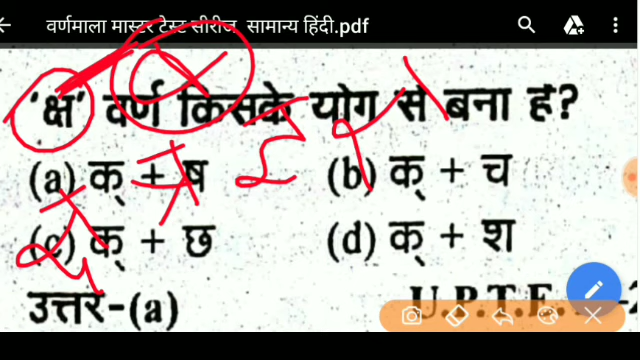 वर्णमाला मास्टर टेस्ट सीरीज सामान्य हिंदी.pdf
'क्ष' वर्ण किसके योग से बना है?
(a) क् + ष (b) क् + च
(c) क् + छ (d) क् + श
उत्तर-(a) U.P.T.E.T.